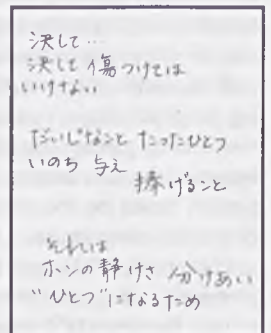 決して…
決して 傷つけては
いけない
だいじなこと たったひとつ
いのち 与え
捧げること
それは
ホンの静けさ 分けあい
“ひとつ”になるため